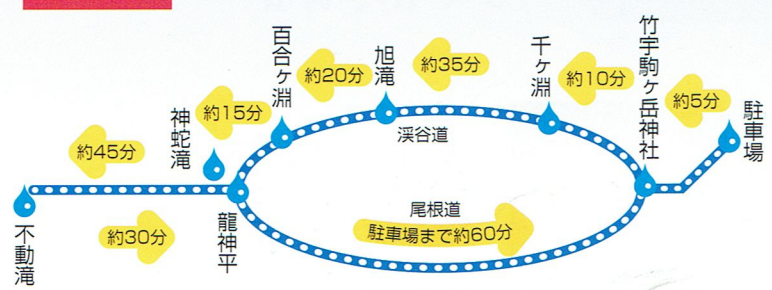 駐車場
約5分
竹宇駒ヶ岳神社
約10分
千ヶ淵
約35分
旭滝
約20分
百合ヶ淵
約15分
神蛇滝
約45分
渓谷道
不動滝
約30分
龍神平
尾根道
駐車場まで約60分